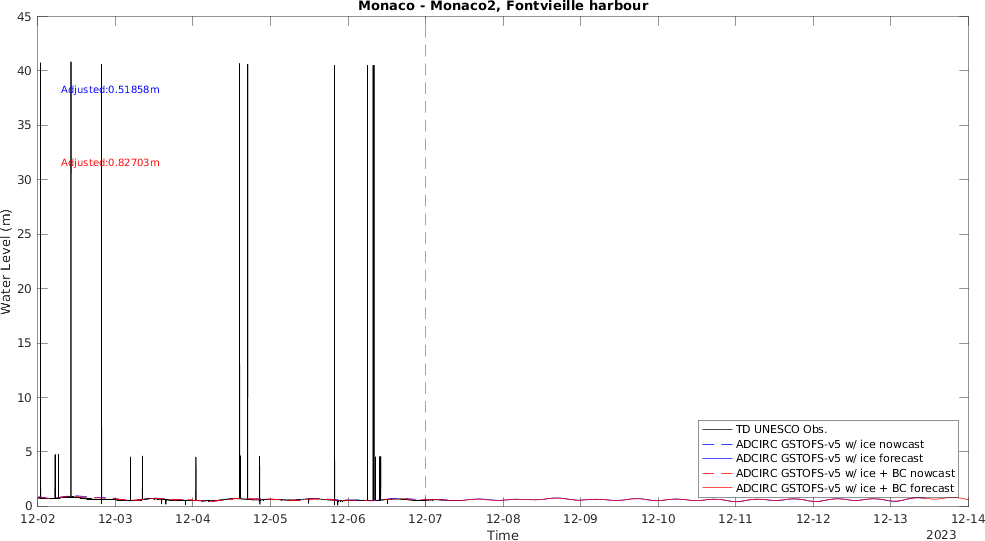 Monaco - Monaco2, Fontvieille harbour
45
40
35
30
25
20
15
10
5
0
Water Level (m)
Adjusted:0.51858m
Adjusted:0.82703m
TD UNESCO Obs.
ADCIRC GSTOFS-v5 w/ ice nowcast
ADCIRC GSTOFS-v5 w/ ice forecast
ADCIRC GSTOFS-v5 w/ ice + BC nowcast
ADCIRC GSTOFS-v5 w/ ice + BC forecast
12-02 12-03 12-04 12-05 12-06 12-07 12-08 12-09 12-10 12-11 12-12 12-13 12-14
Time
2023